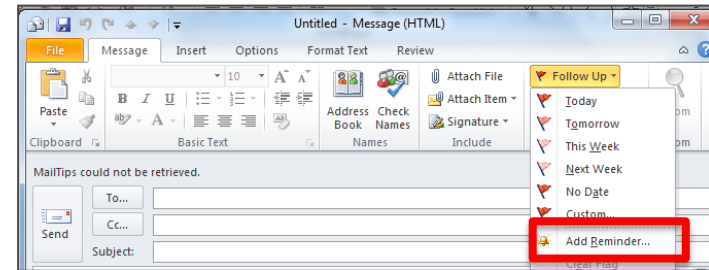 Untitled - Message (HTML)
File Message Insert Options Format Text Review
Paste
Clipboard
B I U
10
Basic Text
Address Book
Check Names
Names
Attach File
Attach Item
Signature
Include
Follow Up
Today
Tomorrow
This Week
Next Week
No Date
Custom...
Add Reminder...
Clear Flag
MailTips could not be retrieved.
Send
To...
Cc...
Subject: